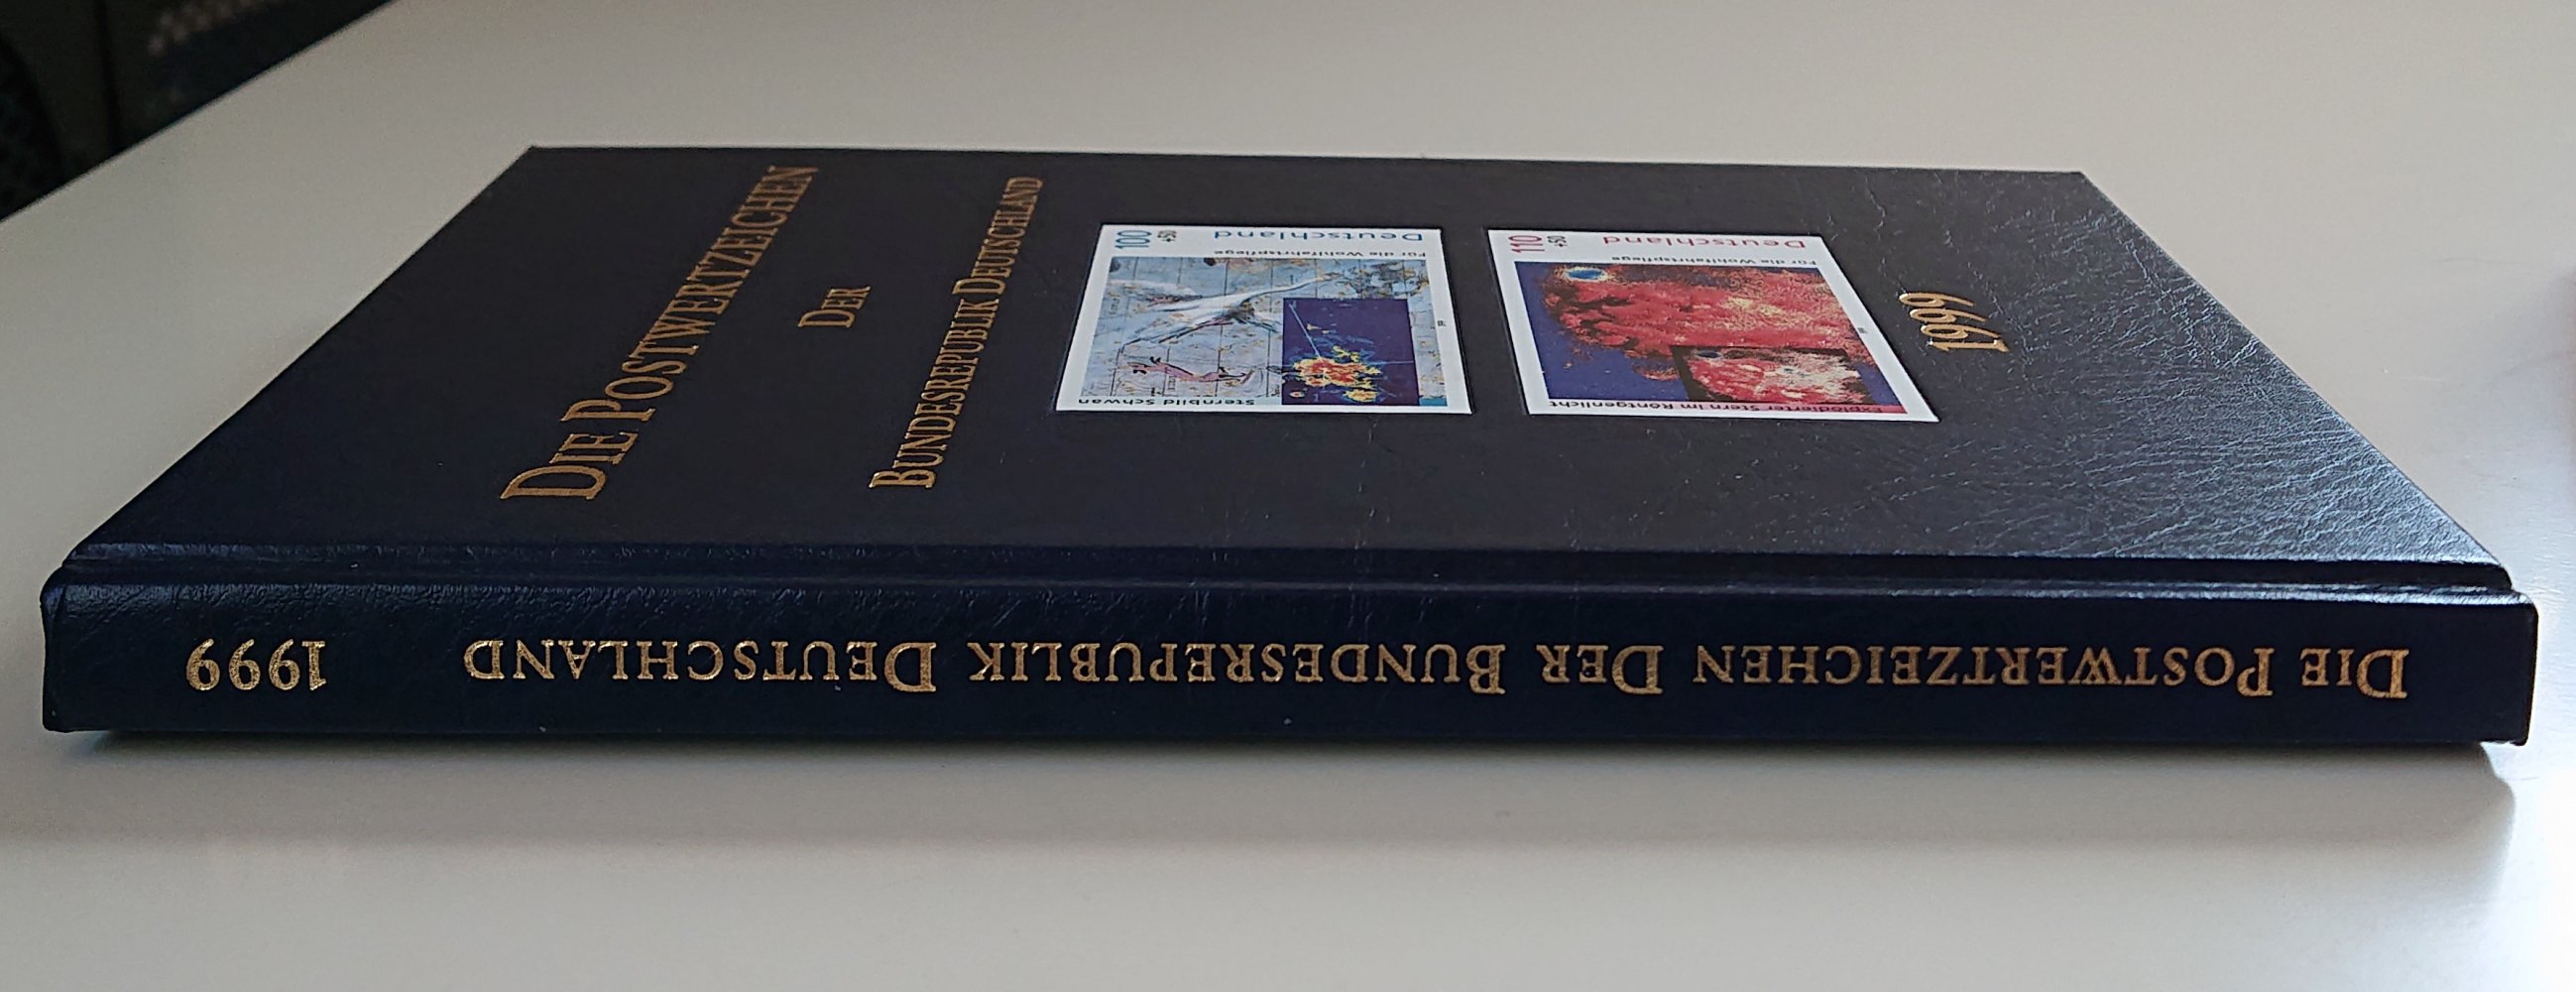 DIE POSTWERTZEICHEN
DER
BUNDESREPUBLIK DEUTSCHLAND
Deutschland
100
+50
Für die Wohlfahrtspflege
Sternbild Schwan
Deutschland
110
+50
Für die Wohlfahrtspflege
Explodierter Stern im Röntgenlicht
1999
DIE POSTWERTZEICHEN DER BUNDESREPUBLIK DEUTSCHLAND 1999